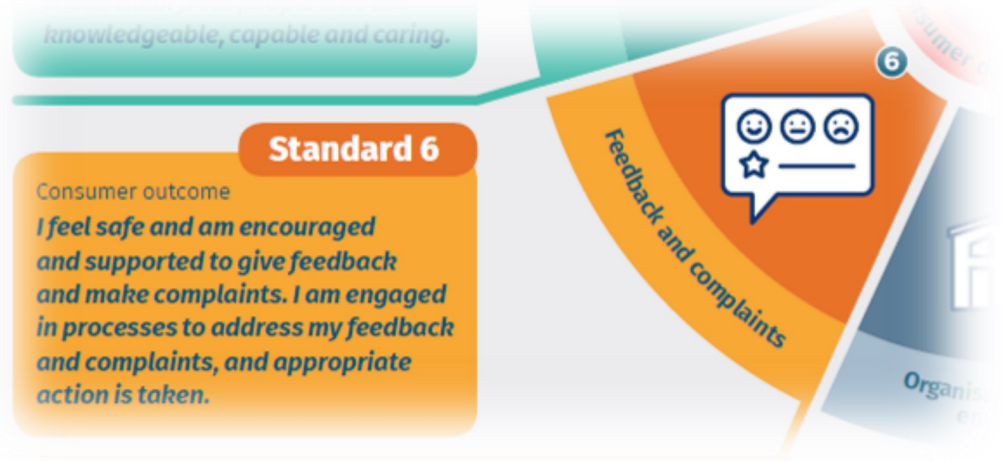 knowledgeable, capable and caring.
Standard 6
Consumer outcome
I feel safe and am encouraged
and supported to give feedback
and make complaints. I am engaged
in processes to address my feedback
and complaints, and appropriate
action is taken.
6
Feedback and complaints